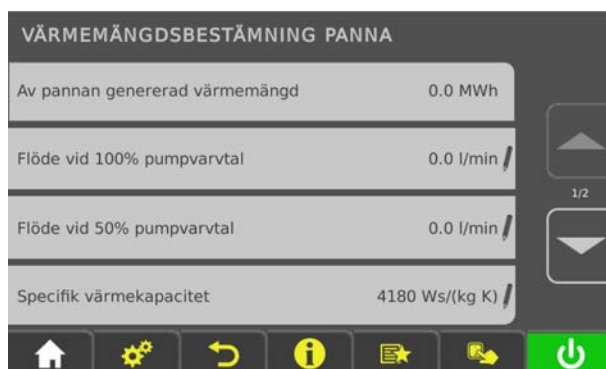 VÄRMEMÄNGDSBESTÄMNING PANNA
Av pannan genererad värmemängd 0.0 MWh
Flöde vid 100% pumpvarvtal 0.0 l/min
1/2
Flöde vid 50% pumpvarvtal 0.0 l/min
Specifik värmekapacitet 4180 Ws/(kg K)